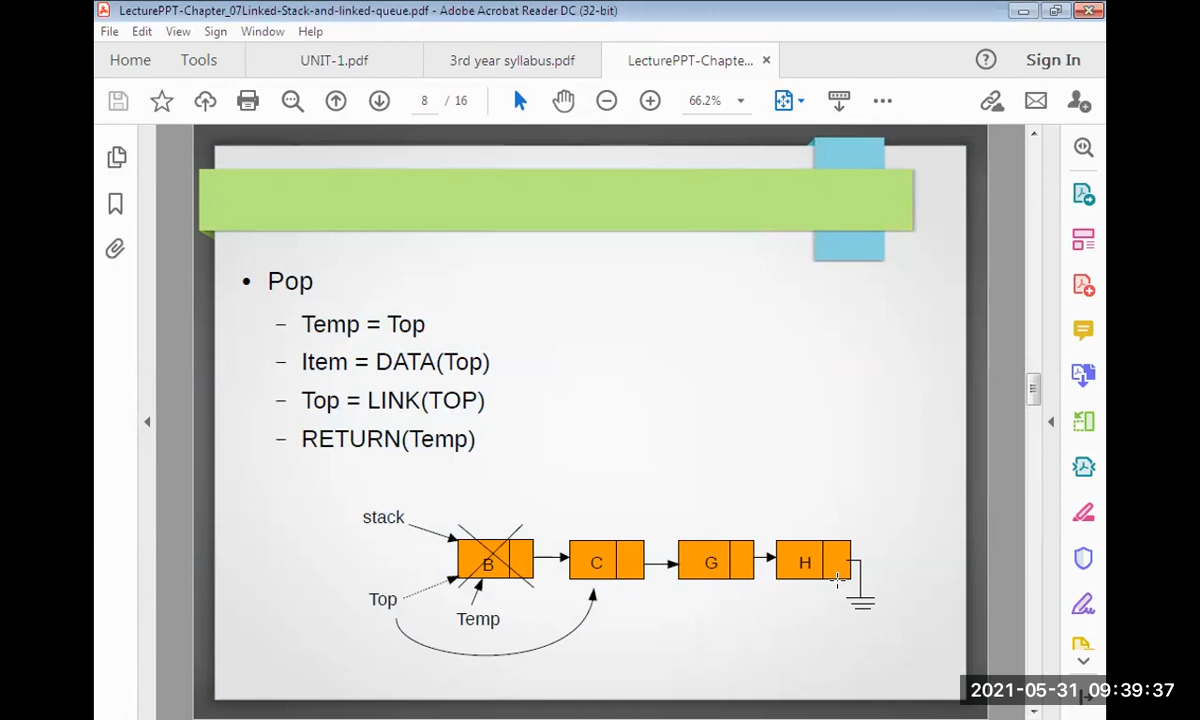 LecturePPT-Chapter_07Linked-Stack-and-linked-queue.pdf - Adobe Acrobat Reader DC (32-bit)
File Edit View Sign Window Help
Home Tools UNIT-1.pdf 3rd year syllabus.pdf LecturePPT-Chapte... Sign In
8 / 16 66.2%
• Pop
– Temp = Top
– Item = DATA(Top)
– Top = LINK(TOP)
– RETURN(Temp)
stack
B C G H
Top
Temp
2021-05-31 09:39:37